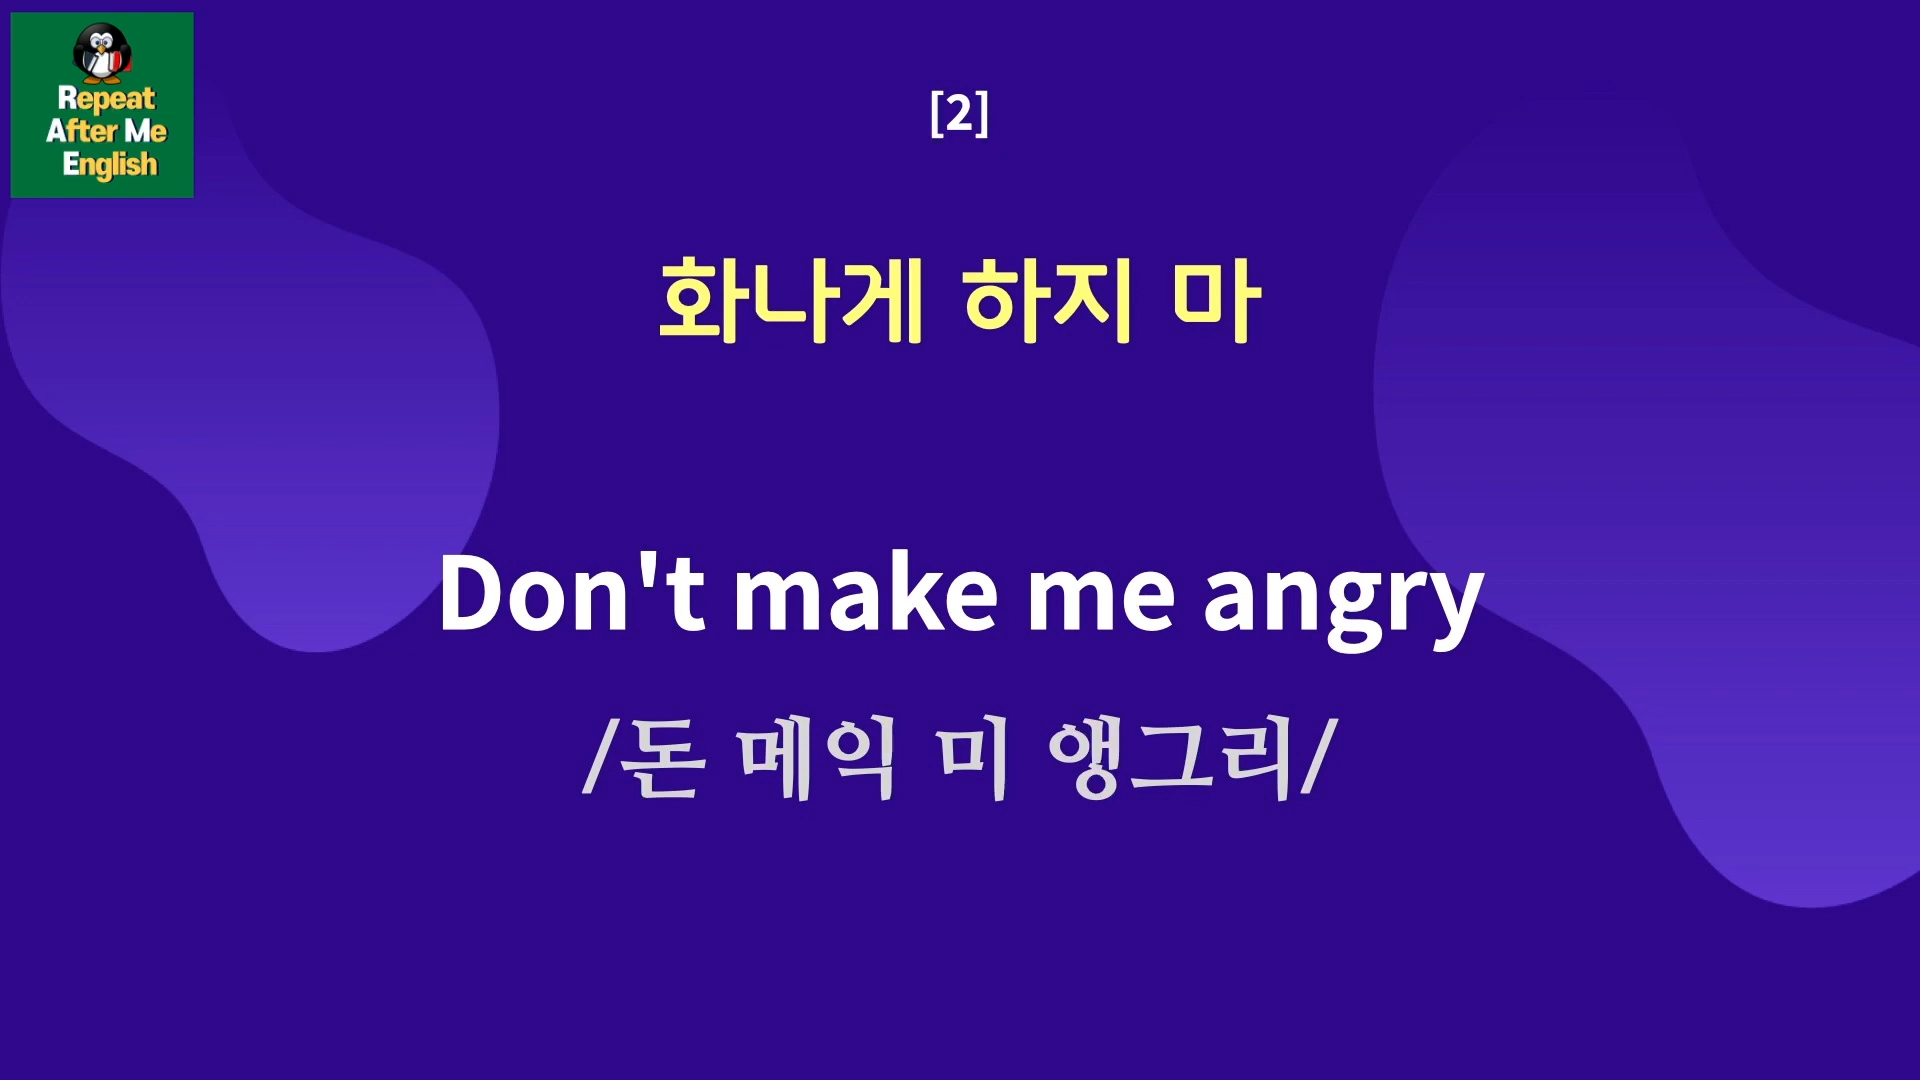 Repeat
After Me
English
[2]
화나게 하지 마
Don't make me angry
/돈 메익 미 앵그리/